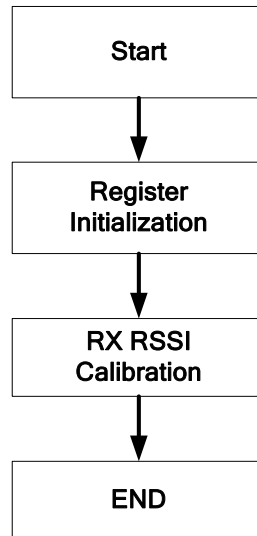 Start
Register
Initialization
RX RSSI
Calibration
END